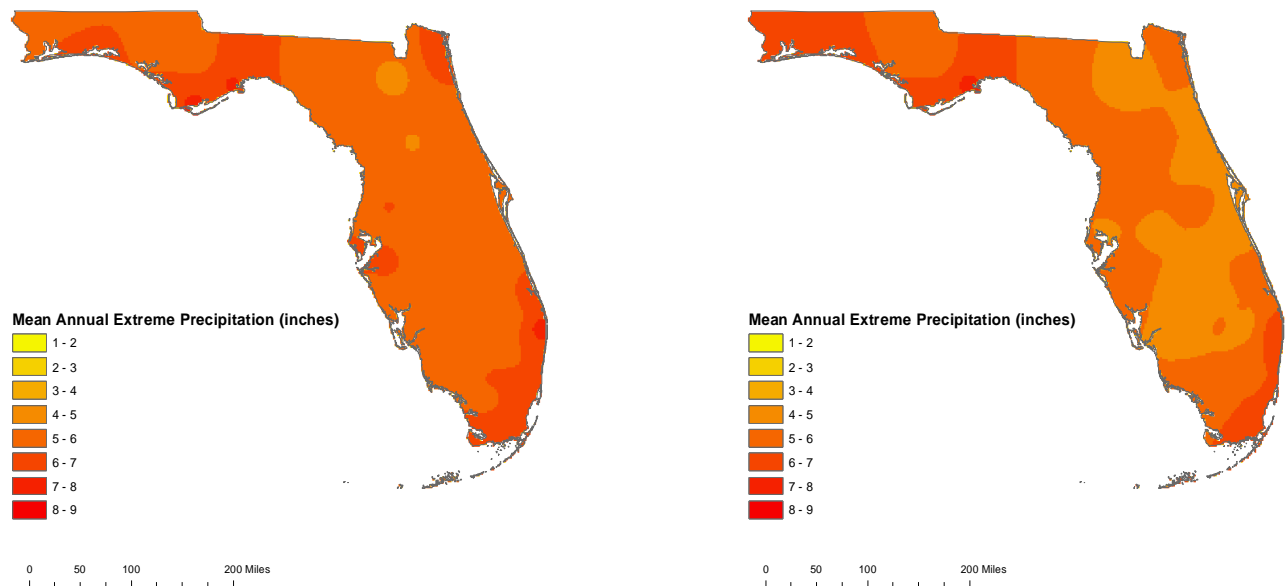 Mean Annual Extreme Precipitation (inches)
1 - 2
2 - 3
3 - 4
4 - 5
5 - 6
6 - 7
7 - 8
8 - 9
0 50 100 200 Miles
Mean Annual Extreme Precipitation (inches)
1 - 2
2 - 3
3 - 4
4 - 5
5 - 6
6 - 7
7 - 8
8 - 9
0 50 100 200 Miles